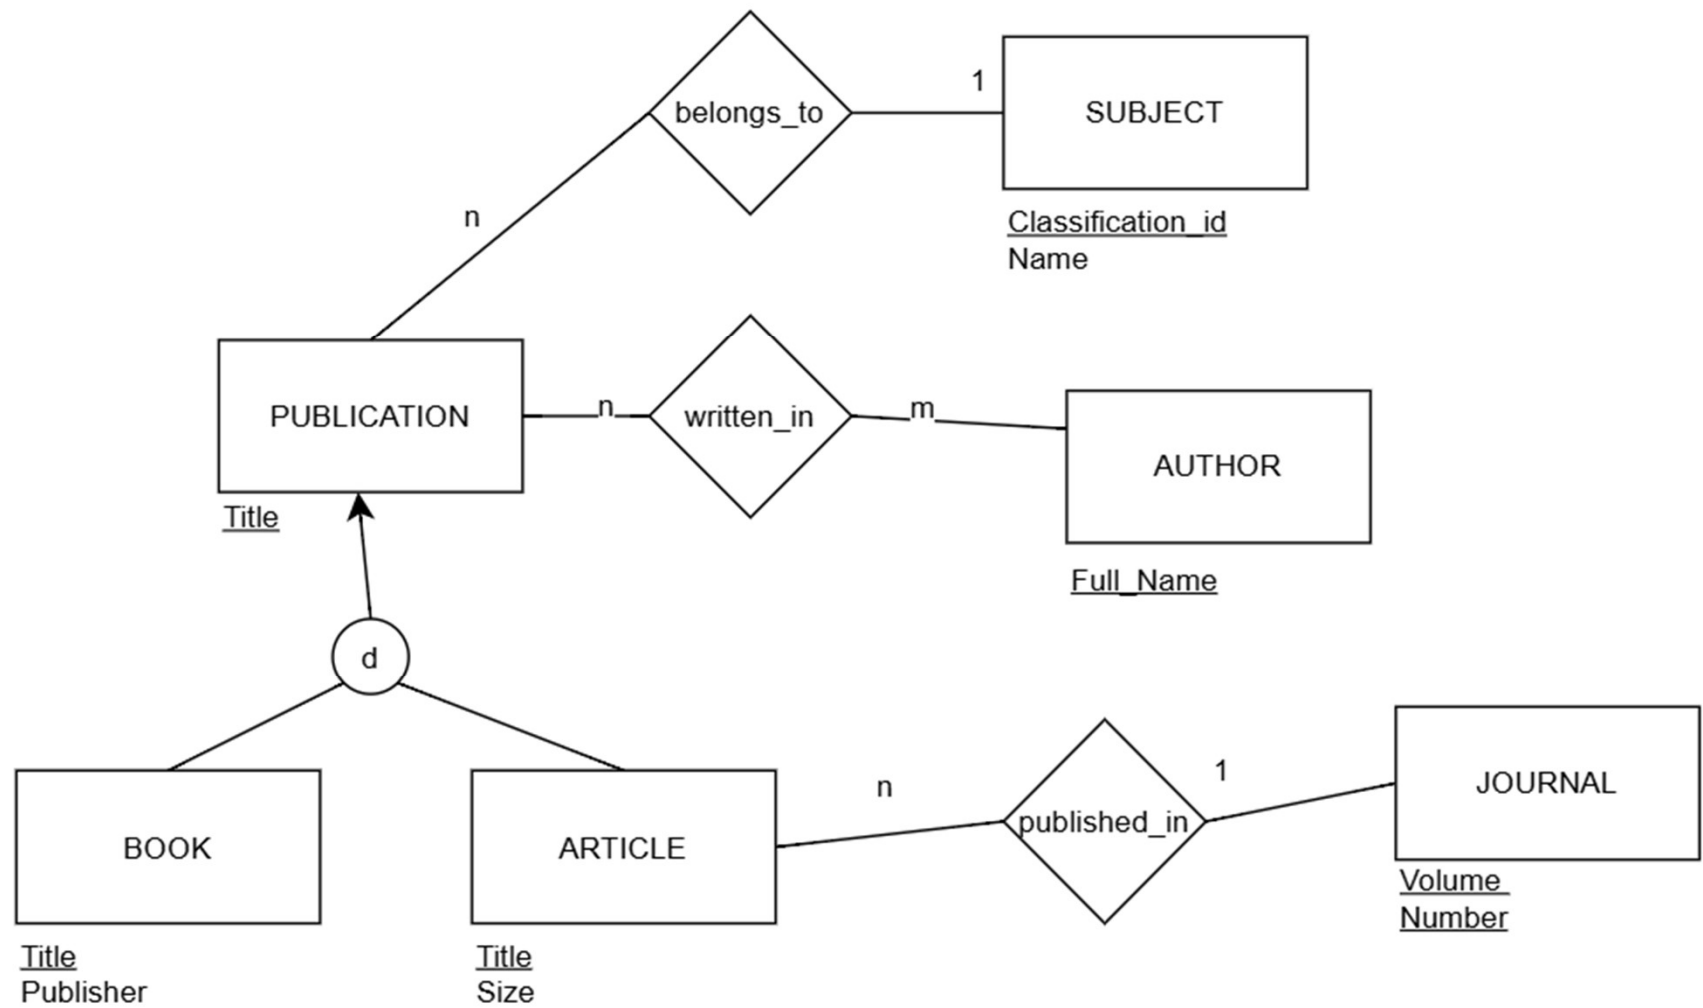 belongs_to
1
SUBJECT
Classification_id
Name
n
PUBLICATION
Title
n
written_in
m
AUTHOR
Full_Name
d
BOOK
Title
Publisher
ARTICLE
Title
Size
n
published_in
1
JOURNAL
Volume
Number